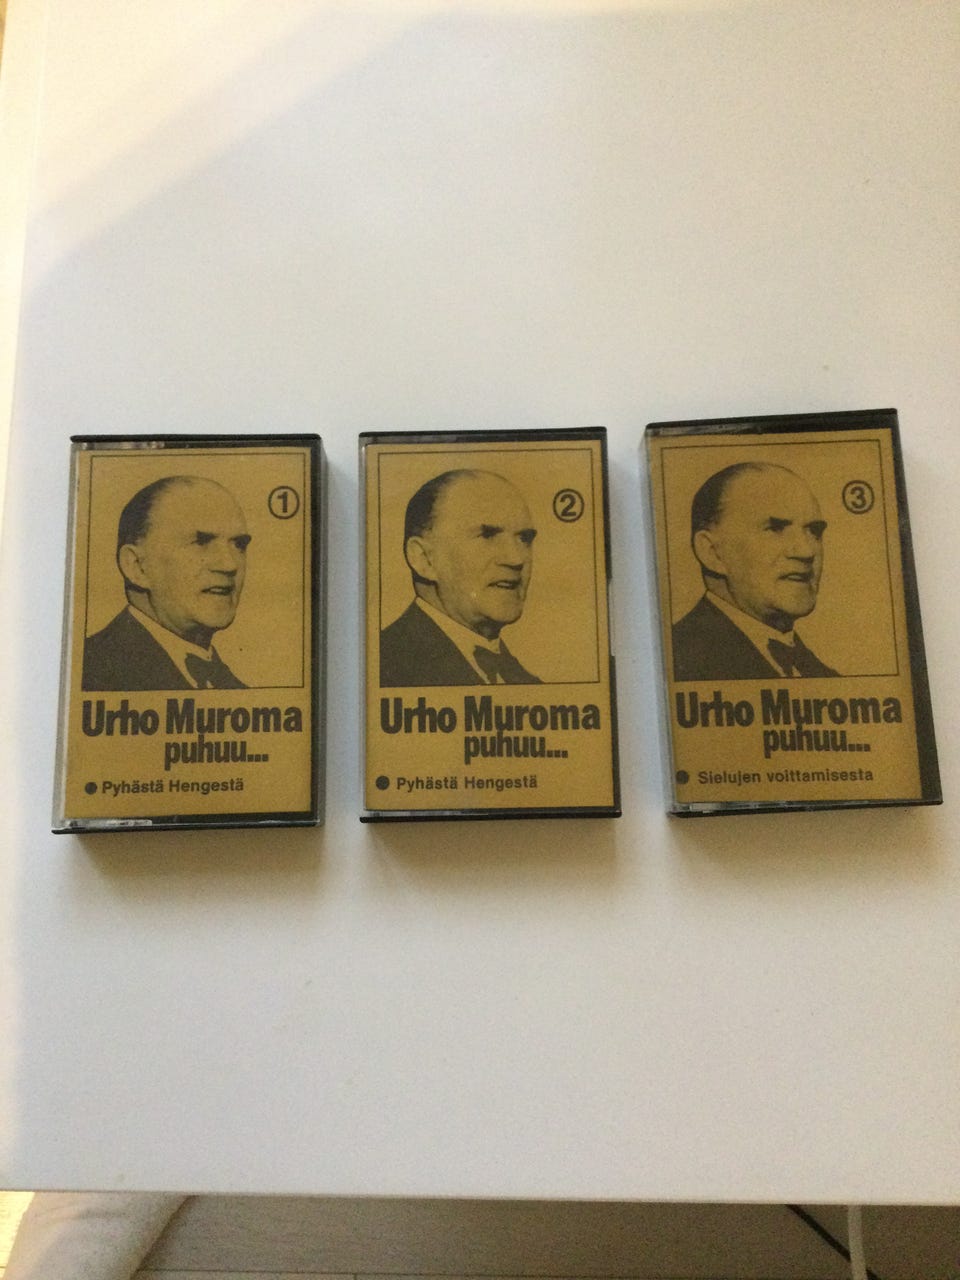 1
Urho Muroma
puhuu...
● Pyhästä Hengestä
2
Urho Muroma
puhuu...
● Pyhästä Hengestä
3
Urho Muroma
puhuu...
● Sielujen voittamisesta